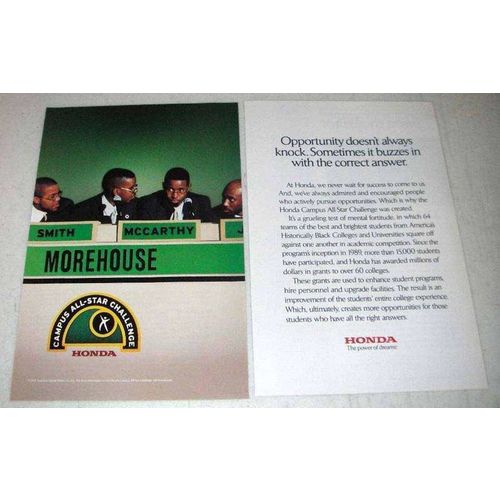 SMITH
MCCARTHY
J
MOREHOUSE
CAMPUS ALL-STAR CHALLENGE
HONDA
Opportunity doesn't always
knock. Sometimes it buzzes in
with the correct answer.
At Honda, we never wait for success to come to us.
And, we've always admired and encouraged people
who actively pursue opportunities. Which is why the
Honda Campus All-Star Challenge was created.
It's a grueling test of mental fortitude, in which 64
teams of the best and brightest students from America's
Historically Black Colleges and Universities square off
against one another in academic competition. Since the
program's inception in 1989, more than 15,000 students
have participated, and Honda has awarded millions of
dollars in grants to over 60 colleges.
These grants are used to enhance student programs,
hire personnel and upgrade facilities. The result is an
improvement of the students' entire college experience.
Which, ultimately, creates more opportunities for those
students who have all the right answers.
HONDA
The power of dreams